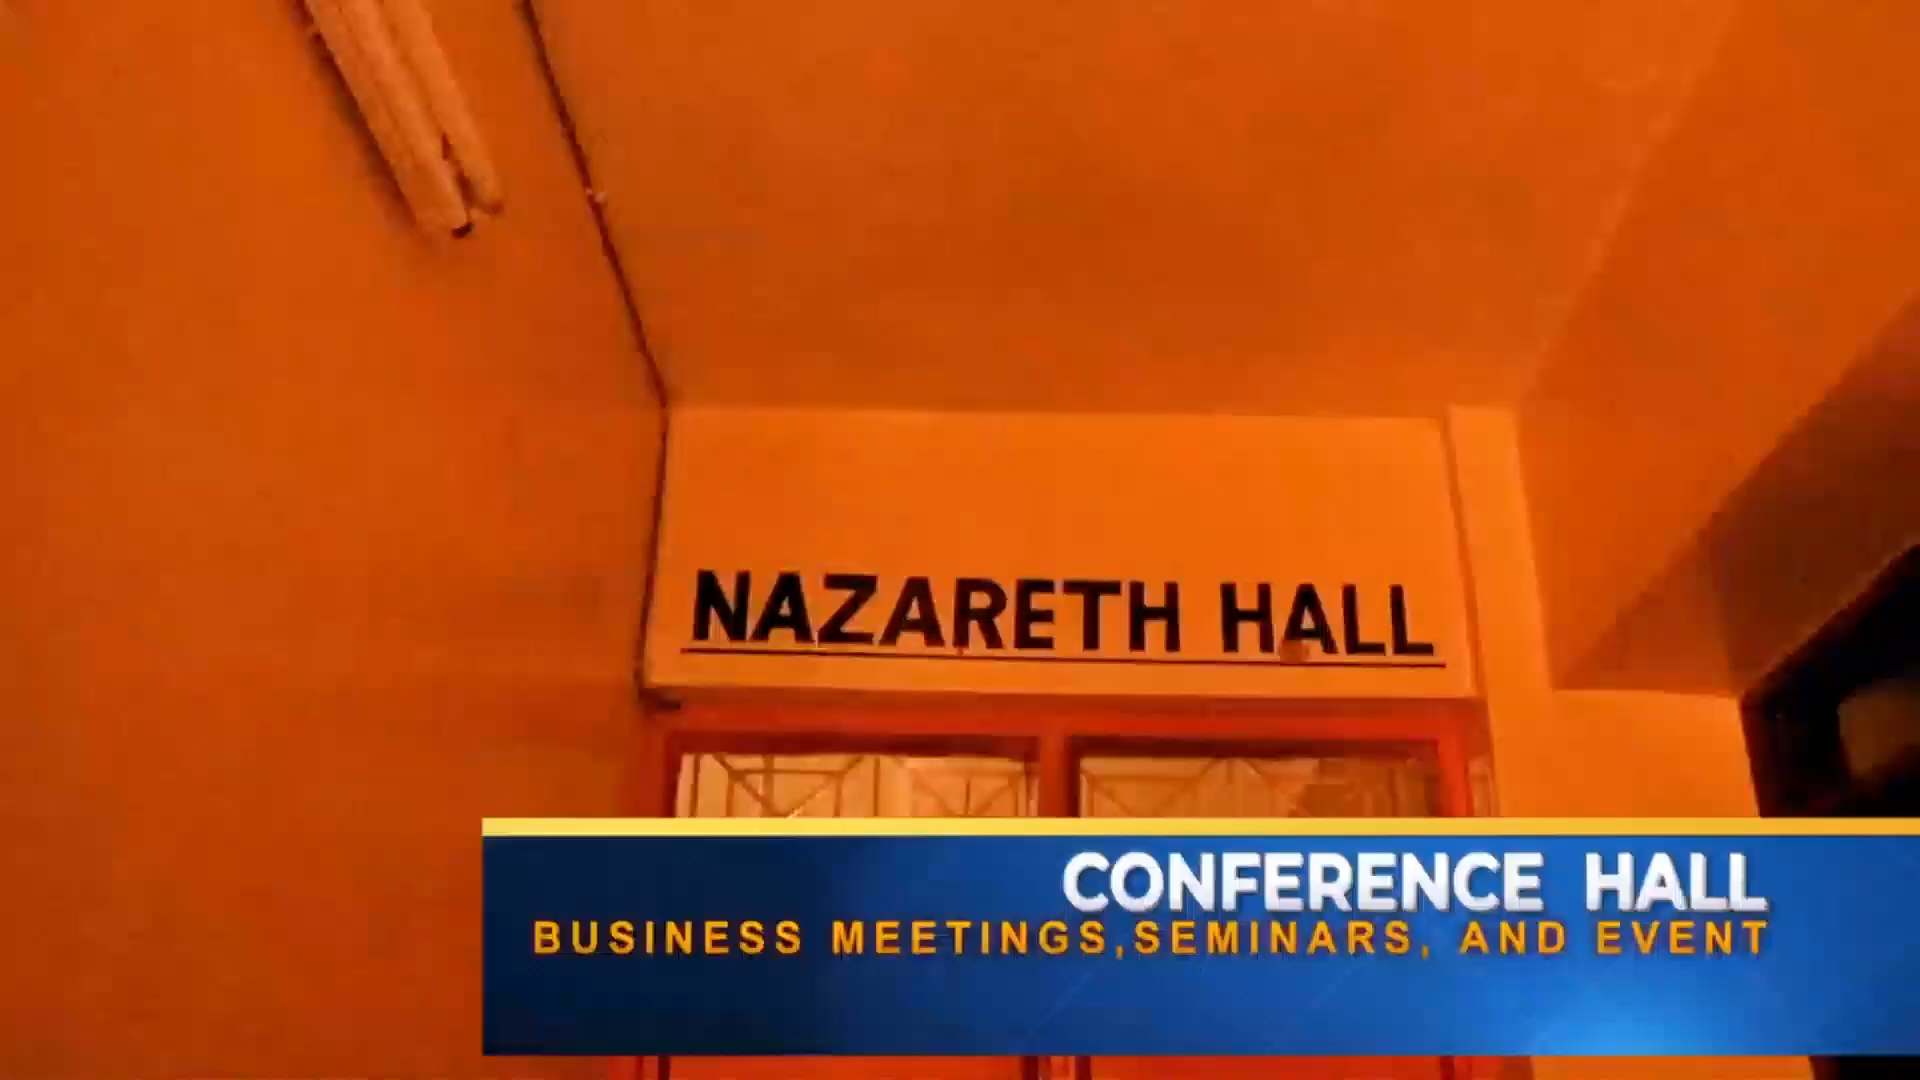 NAZARETH HALL
CONFERENCE HALL
BUSINESS MEETINGS,SEMINARS, AND EVENT